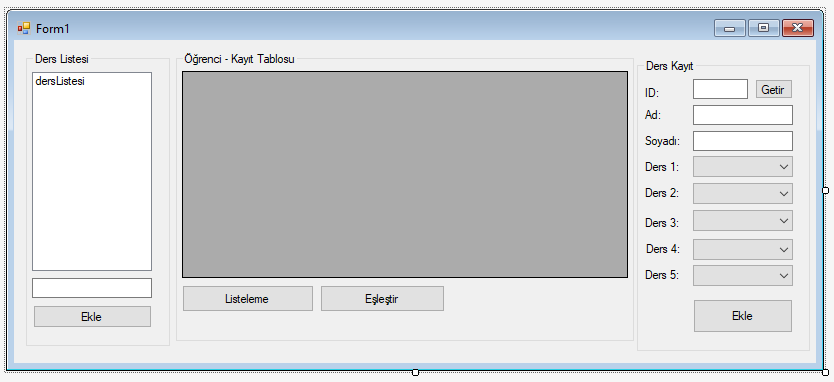 Form1
Ders Listesi
dersListesi
Ekle
Öğrenci - Kayıt Tablosu
Listeleme
Eşleştir
Ders Kayıt
ID:
Getir
Ad:
Soyadı:
Ders 1:
Ders 2:
Ders 3:
Ders 4:
Ders 5:
Ekle